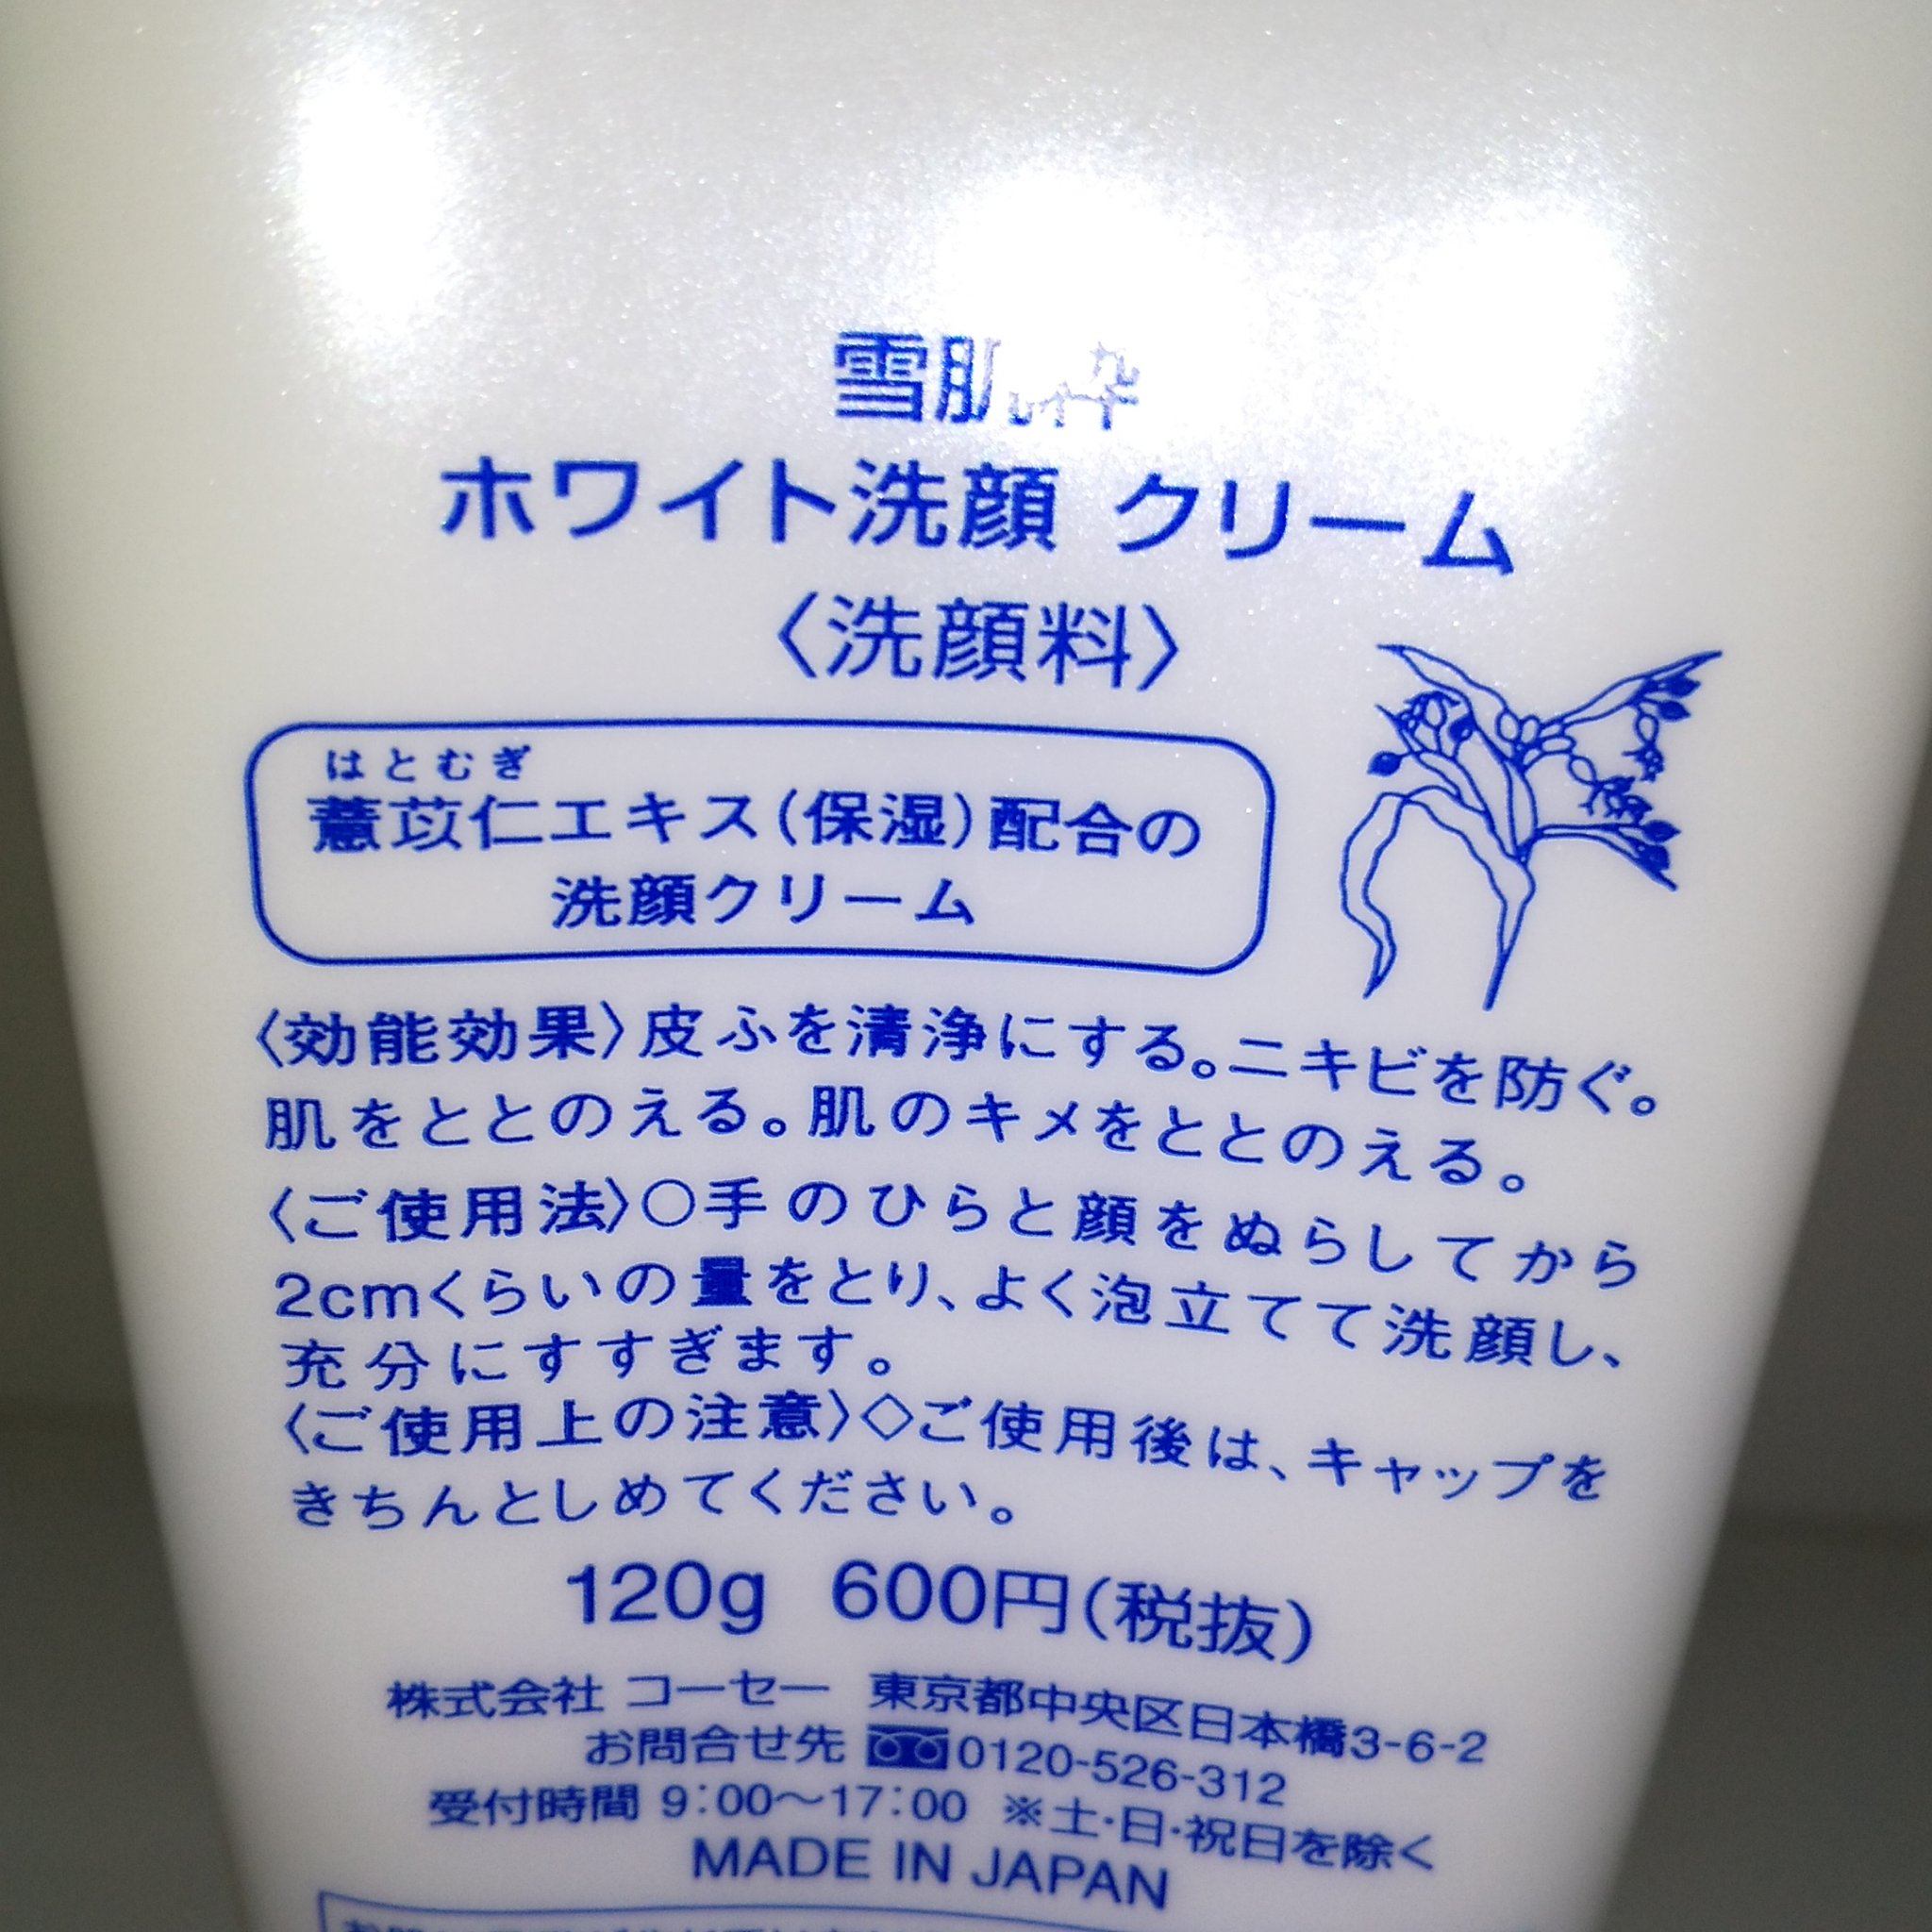 雪肌粋
ホワイト洗顔 クリーム
〈洗顔料〉
はとむぎ
薏苡仁エキス(保湿)配合の
洗顔クリーム
〈効能効果〉皮ふを清浄にする。ニキビを防ぐ。
肌をととのえる。肌のキメをととのえる。
〈ご使用法〉○手のひらと顔をぬらしてから
2cmくらいの量をとり、よく泡立てて洗顔し、
充分にすすぎます。
〈ご使用上の注意〉◇ご使用後は、キャップを
きちんとしめてください。
120g 600円(税抜)
株式会社 コーセー 東京都中央区日本橋3-6-2
お問合せ先 0120-526-312
受付時間 9:00〜17:00 ※土・日・祝日を除く
MADE IN JAPAN